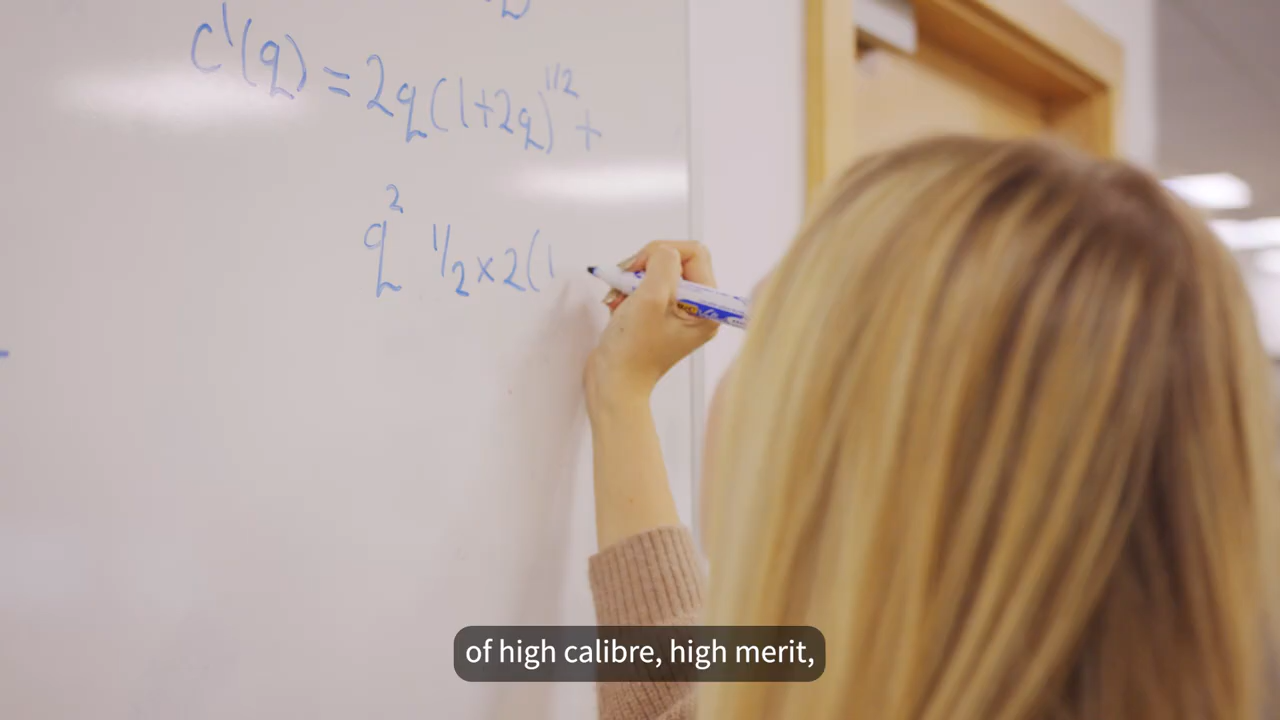 c'(q) = 2q(1+2q)^1/2 +
q^2 1/2 × 2(1
of high calibre, high merit,